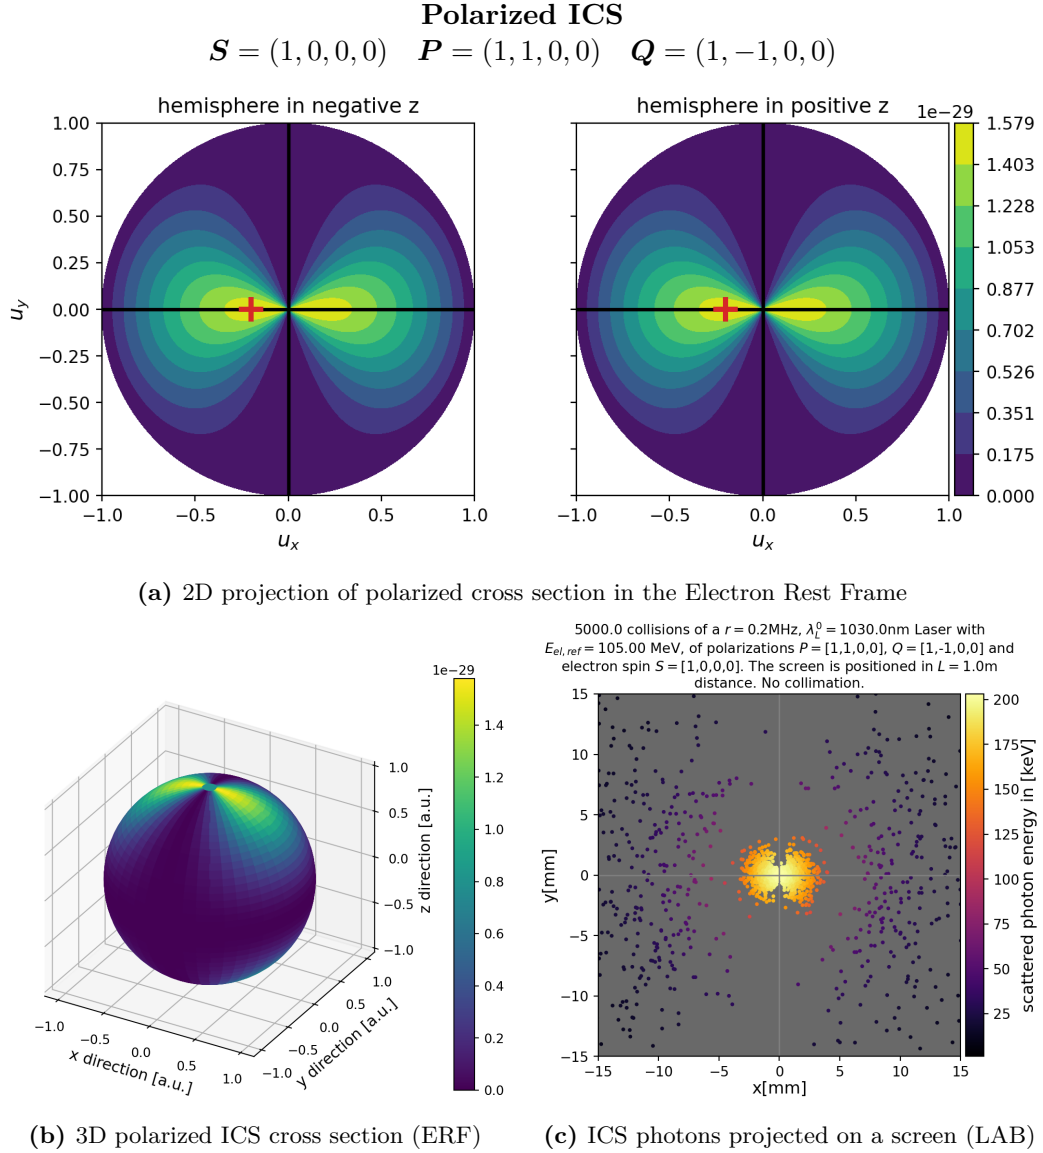 Polarized ICS
S = (1, 0, 0, 0) P = (1, 1, 0, 0) Q = (1, −1, 0, 0)
hemisphere in negative z
hemisphere in positive z
1e−29
1.00
0.75
0.50
0.25
0.00
−0.25
−0.50
−0.75
−1.00
u_y
−1.0 −0.5 0.0 0.5 1.0
u_x
−1.0 −0.5 0.0 0.5 1.0
u_x
1.579
1.403
1.228
1.053
0.877
0.702
0.526
0.351
0.175
0.000
(a) 2D projection of polarized cross section in the Electron Rest Frame
1e−29
1.4
1.2
1.0
0.8
0.6
0.4
0.2
0.0
1.0
0.5
0.0
−0.5
−1.0
z direction [a.u.]
−1.0 −0.5 0.0 0.5 1.0
x direction [a.u.]
−1.0 −0.5 0.0 0.5 1.0
y direction [a.u.]
(b) 3D polarized ICS cross section (ERF)
5000.0 collisions of a r = 0.2MHz, λ_L^0 = 1030.0nm Laser with
E_{el, ref} = 105.00 MeV, of polarizations P = [1,1,0,0], Q = [1,-1,0,0] and
electron spin S = [1,0,0,0]. The screen is positioned in L = 1.0m
distance. No collimation.
15
10
5
0
−5
−10
−15
y[mm]
−15 −10 −5 0 5 10 15
x[mm]
200
175
150
125
100
75
50
25
scattered photon energy in [keV]
(c) ICS photons projected on a screen (LAB)